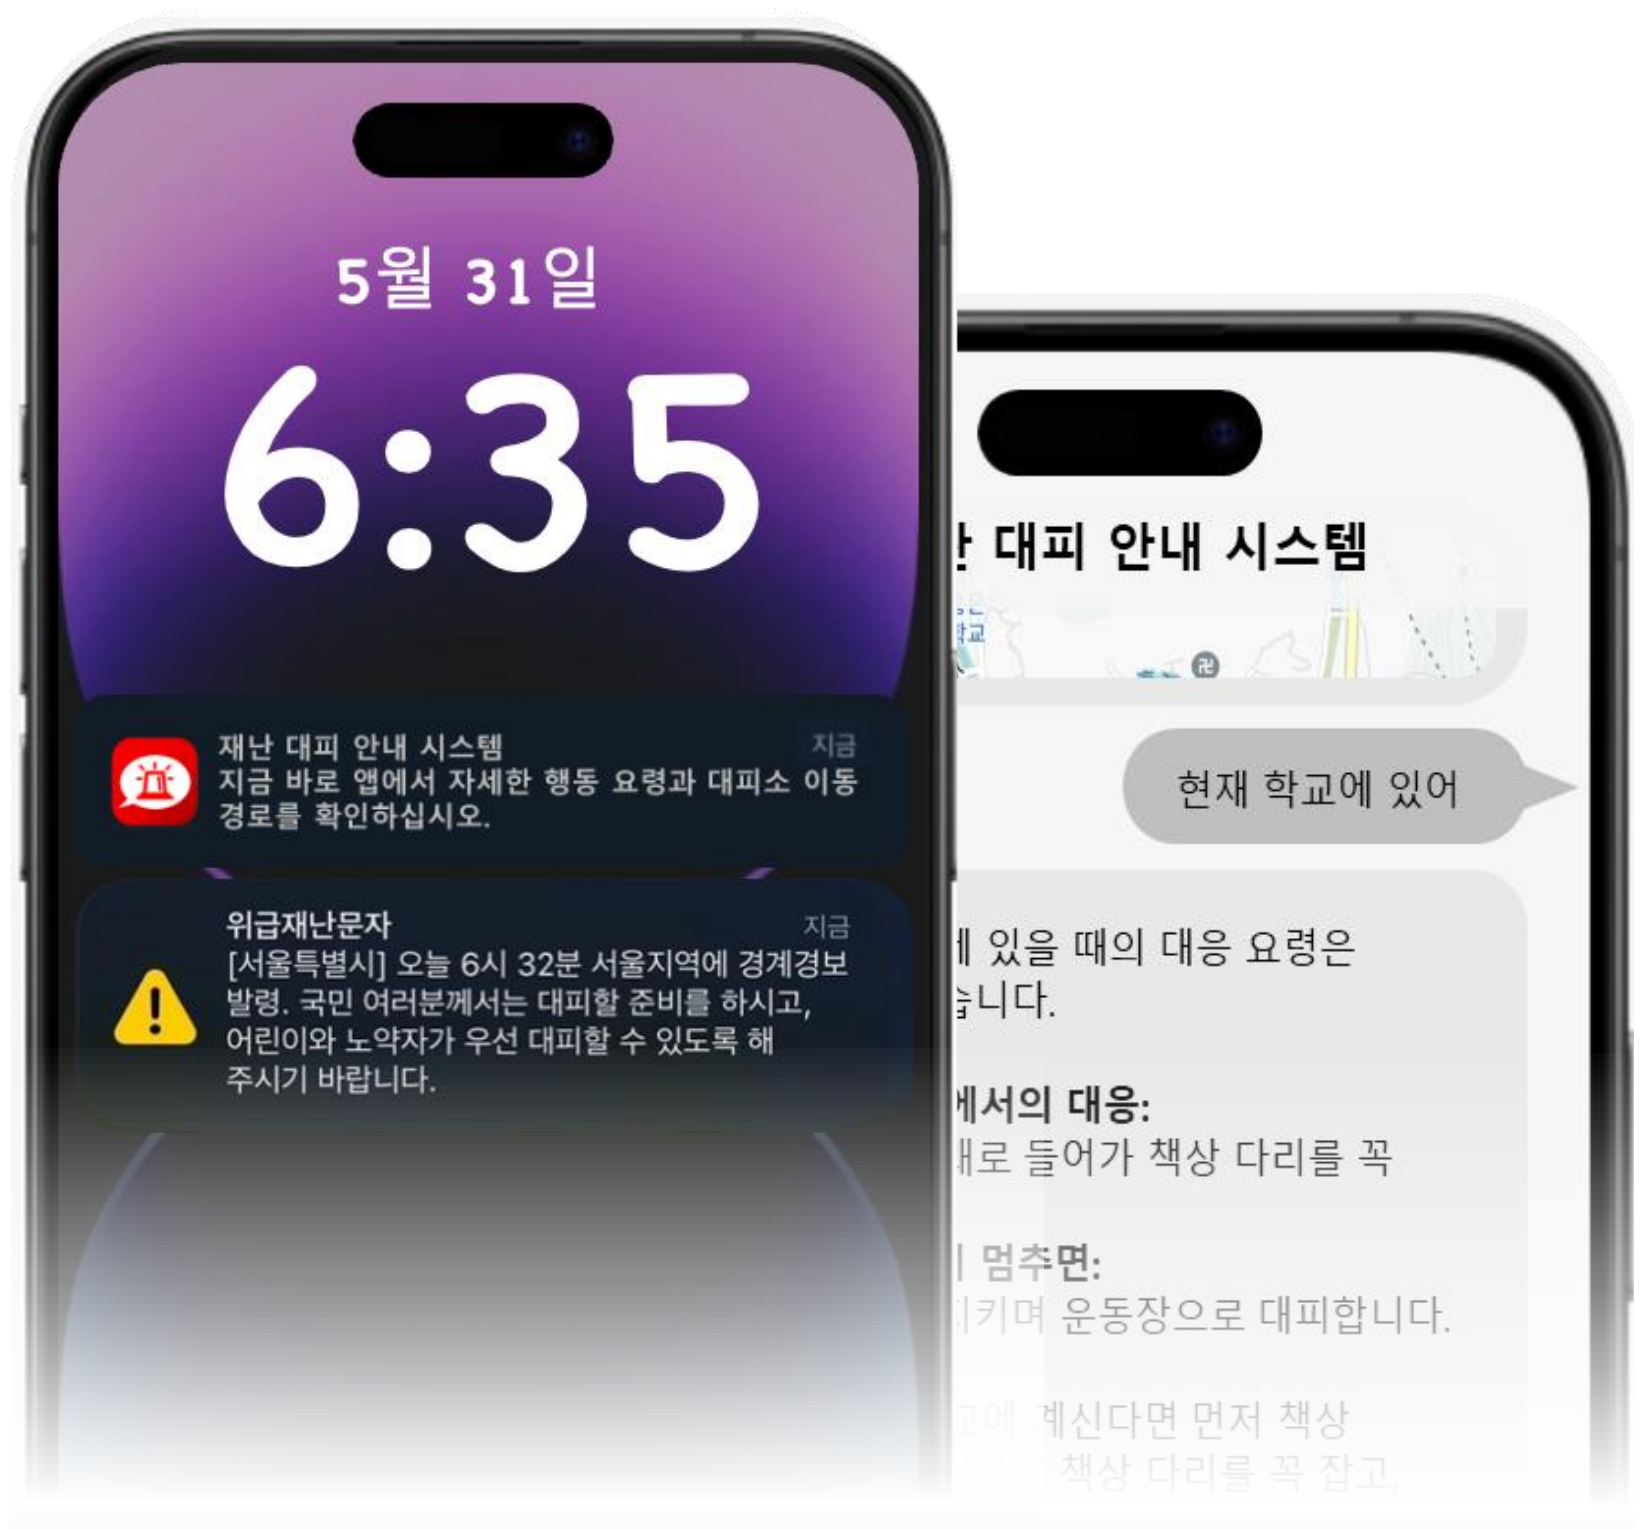 5월 31일
6:35
재난 대피 안내 시스템
지금
지금 바로 앱에서 자세한 행동 요령과 대피소 이동
경로를 확인하십시오.
위급재난문자
지금
[서울특별시] 오늘 6시 32분 서울지역에 경계경보
발령. 국민 여러분께서는 대피할 준비를 하시고,
어린이와 노약자가 우선 대피할 수 있도록 해
주시기 바랍니다.
대피 안내 시스템
현재 학교에 있어
있을 때의 대응 요령은
습니다.
에서의 대응:
들어가 책상 다리를 꼭
멈추면:
운동장으로 대피합니다.
계신다면 먼저 책상
책상 다리를 꼭 잡고,